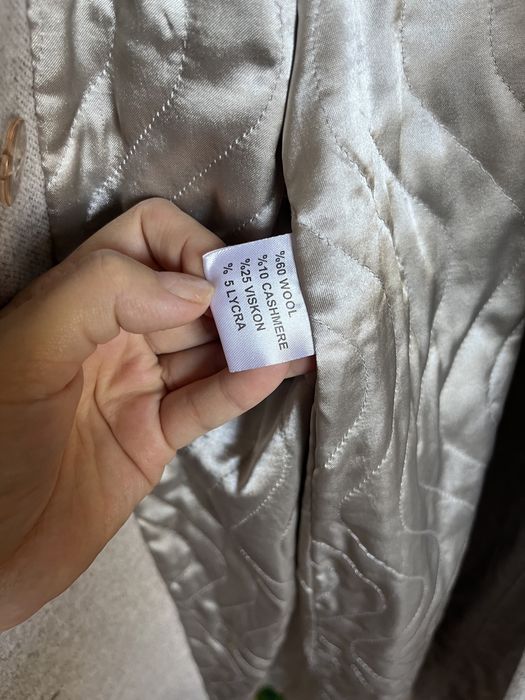 %60 WOOL
%10 CASHMERE
%25 VISKON
% 5 LYCRA